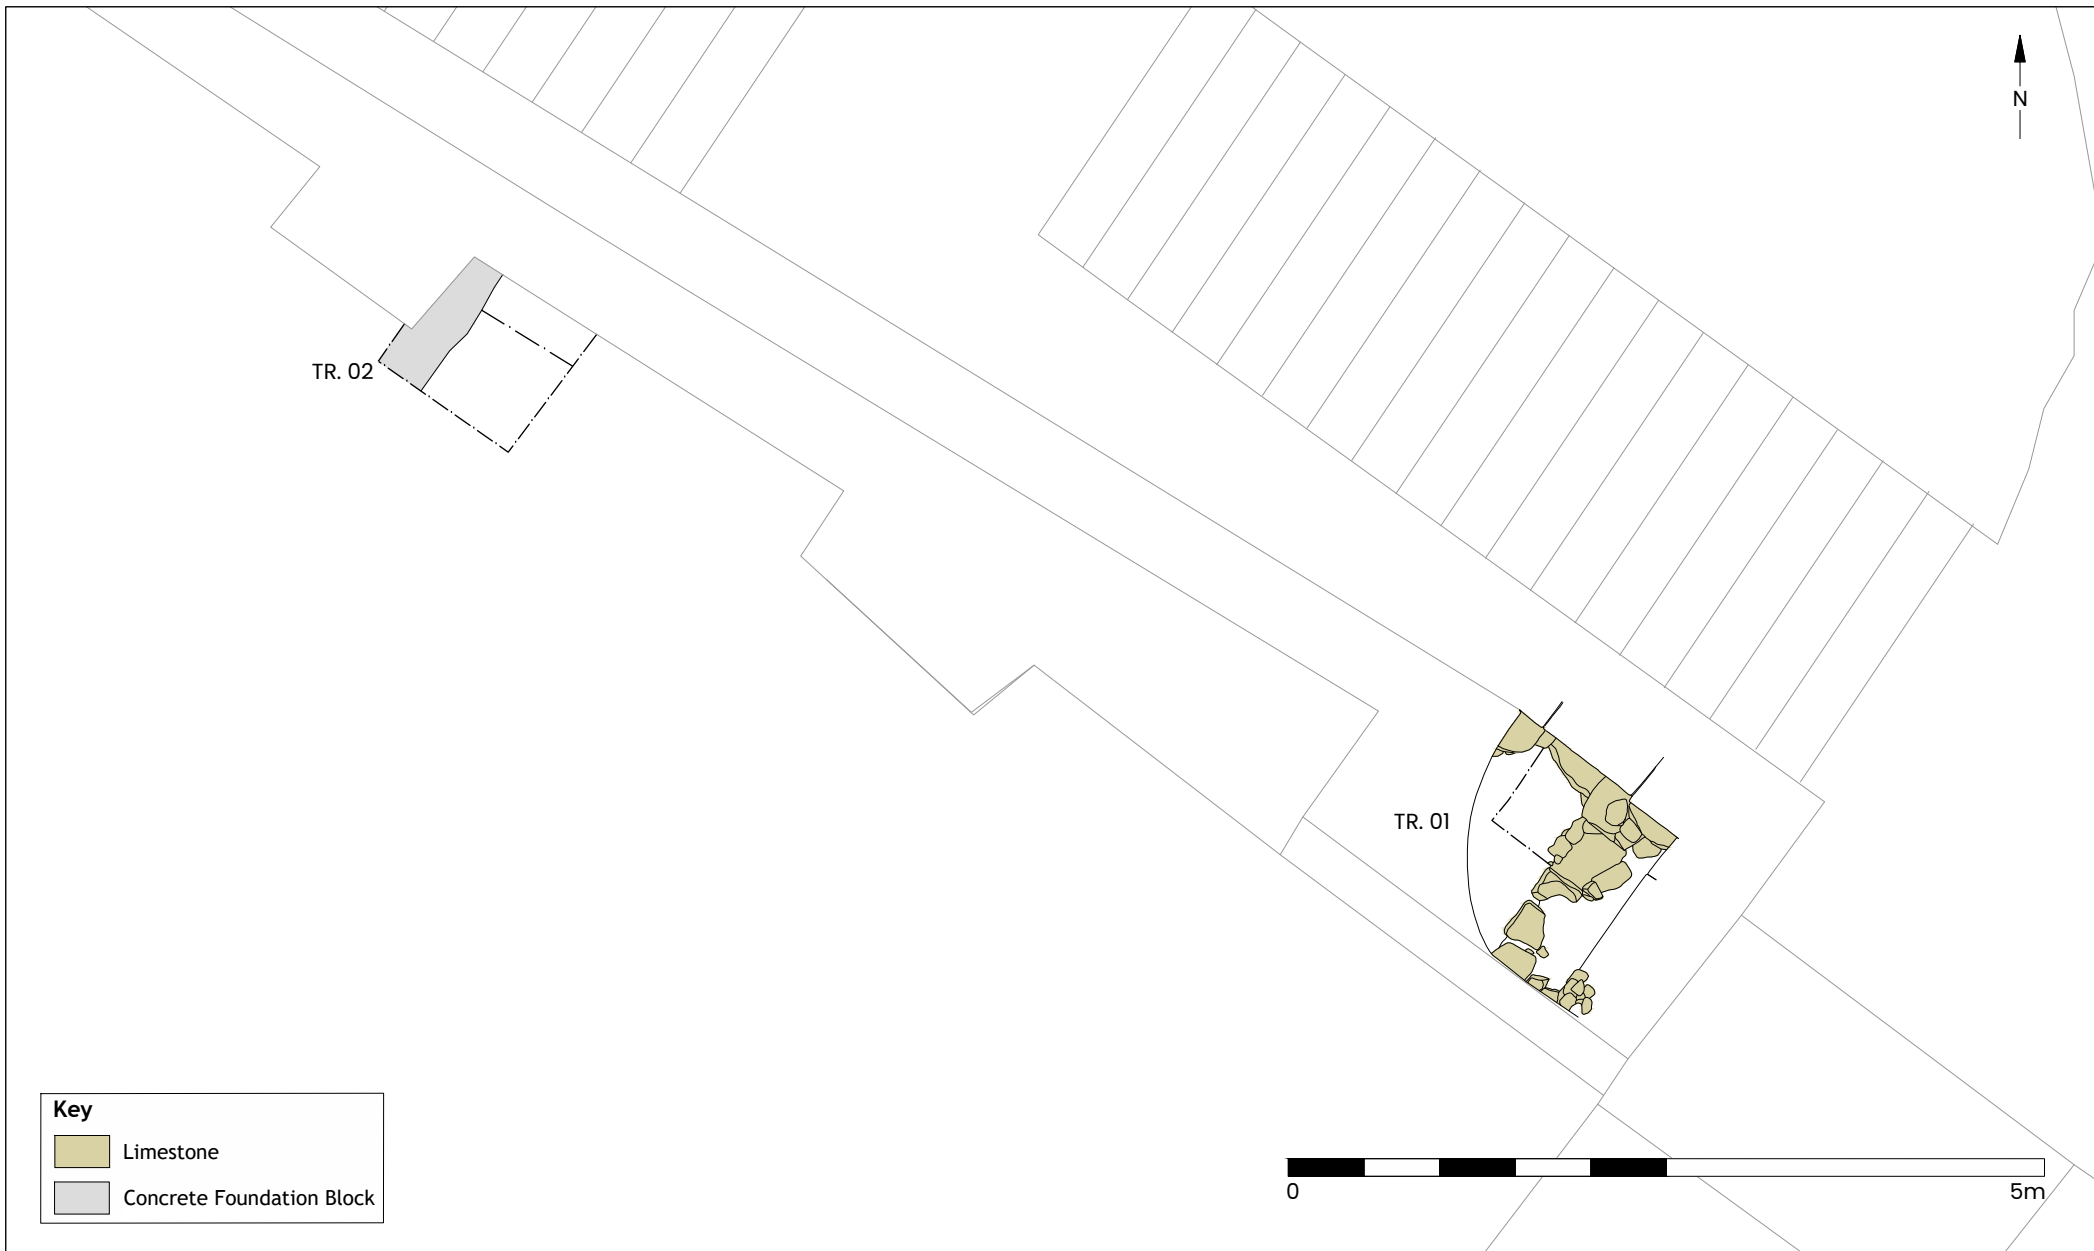 N
TR. 02
TR. 01
Key
Limestone
Concrete Foundation Block
0
5m